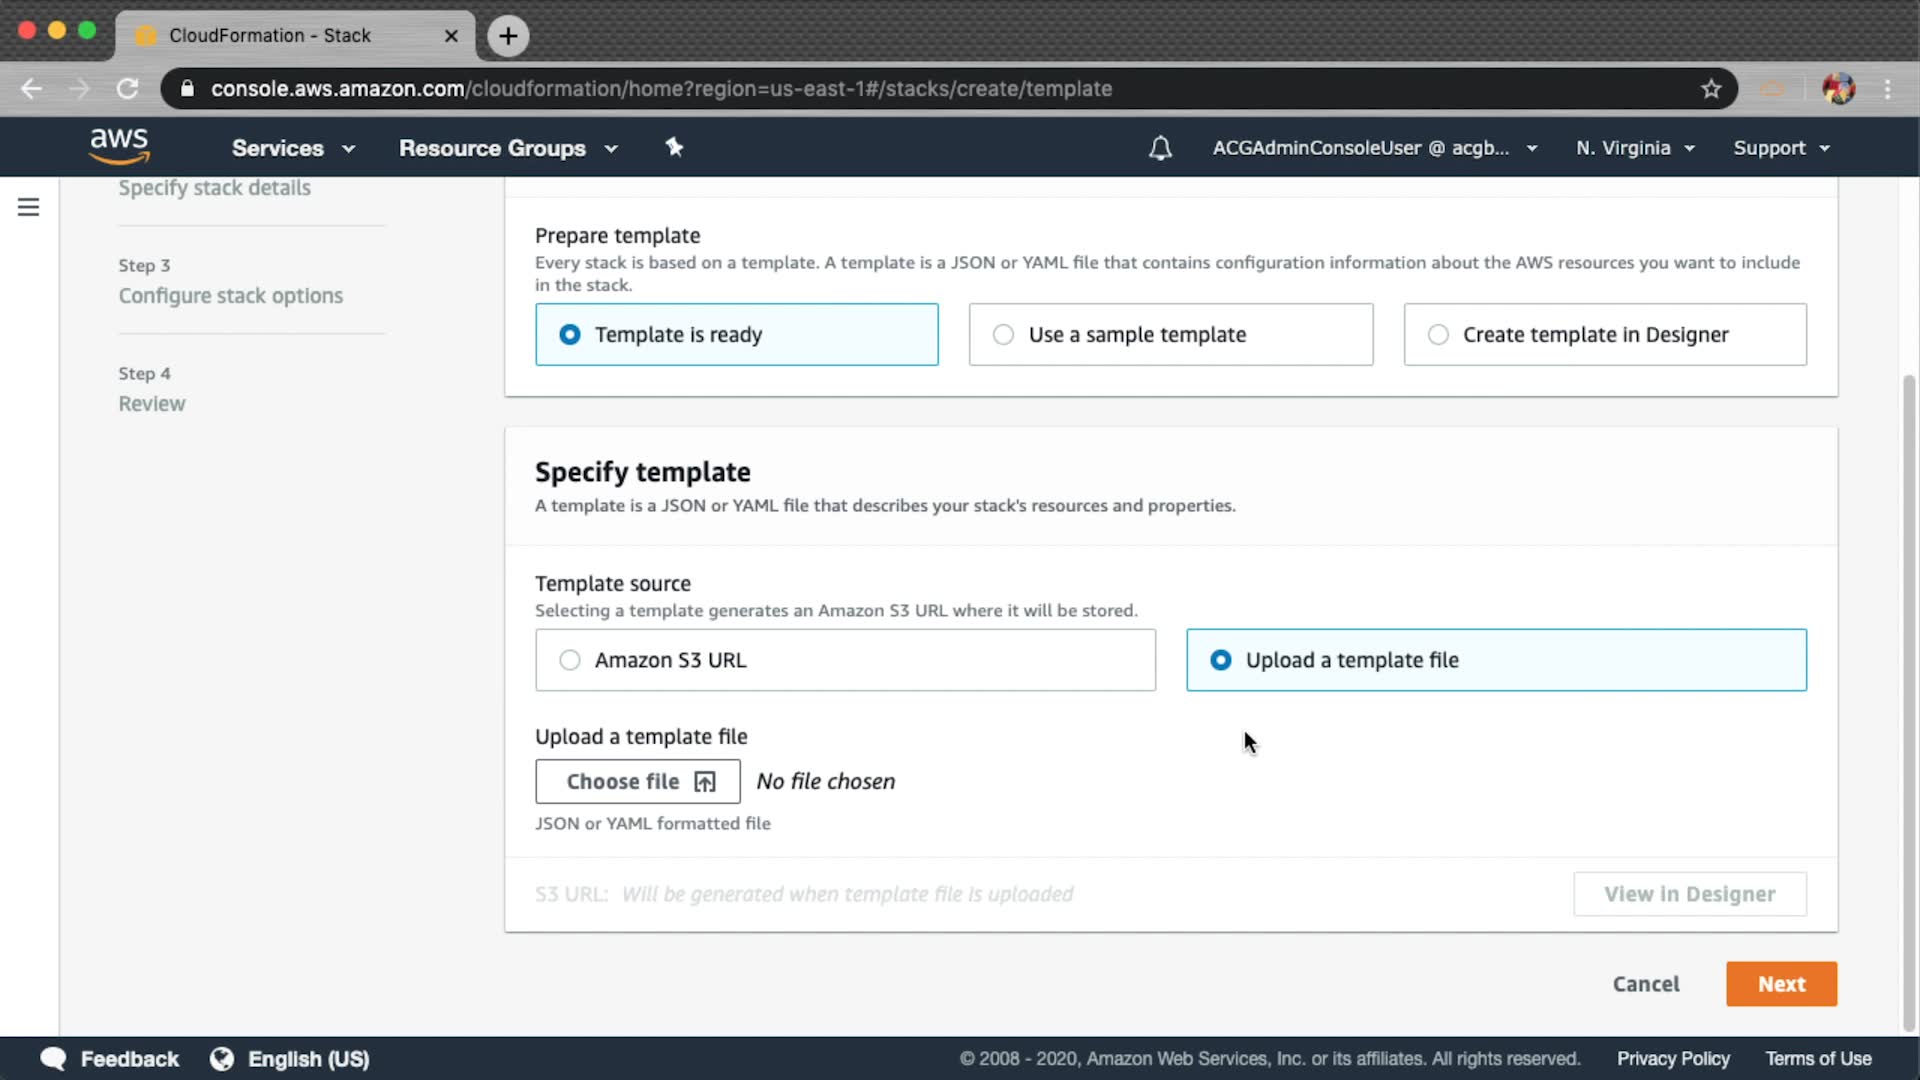 CloudFormation - Stack
console.aws.amazon.com/cloudformation/home?region=us-east-1#/stacks/create/template
aws
Services
Resource Groups
ACGAdminConsoleUser @ acgb...
N. Virginia
Support
Specify stack details
Step 3
Configure stack options
Step 4
Review
Prepare template
Every stack is based on a template. A template is a JSON or YAML file that contains configuration information about the AWS resources you want to include
in the stack.
Template is ready
Use a sample template
Create template in Designer
Specify template
A template is a JSON or YAML file that describes your stack's resources and properties.
Template source
Selecting a template generates an Amazon S3 URL where it will be stored.
Amazon S3 URL
Upload a template file
Upload a template file
Choose file
No file chosen
JSON or YAML formatted file
S3 URL: Will be generated when template file is uploaded
View in Designer
Cancel
Next
Feedback
English (US)
© 2008 - 2020, Amazon Web Services, Inc. or its affiliates. All rights reserved.
Privacy Policy
Terms of Use